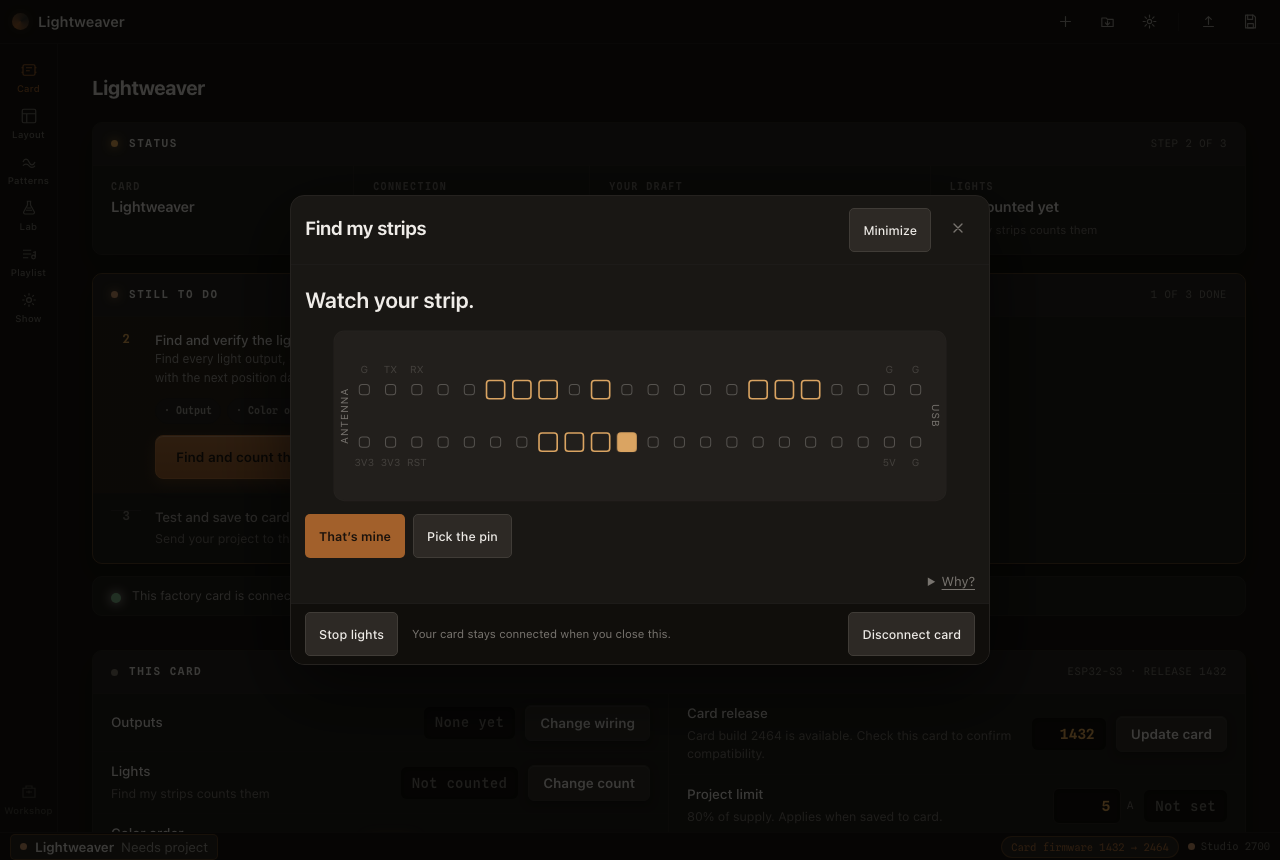 Lightweaver
Card
Layout
Patterns
Lab
Playlist
Show
Workshop
Lightweaver
STATUS
STEP 2 OF 3
CARD
CONNECTION
YOUR DRAFT
LIGHTS
Lightweaver
ounted yet
strips counts them
STILL TO DO
1 OF 3 DONE
2
Find and verify the lig
Find every light output,
with the next position da
· Output
· Color o
Find and count th
3
Test and save to card
Send your project to th
This factory card is connec
Find my strips
Minimize
Watch your strip.
G TX RX
G G
ANTENNA
USB
3V3 3V3 RST
5V G
That's mine
Pick the pin
Why?
Stop lights
Your card stays connected when you close this.
Disconnect card
THIS CARD
ESP32-S3 · RELEASE 1432
Outputs
None yet
Change wiring
Lights
Find my strips counts them
Not counted
Change count
Color order
Card release
Card build 2464 is available. Check this card to confirm
compatibility.
1432
Update card
Project limit
80% of supply. Applies when saved to card.
5
A
Not set
Lightweaver Needs project
Card firmware 1432 → 2464
Studio 2700